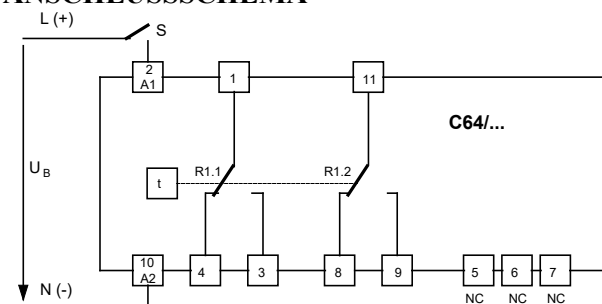 ANSCHLUSSSCHEMA
L (+)
S
2
A1
1
11
C64/...
U B
t
R1.1
R1.2
10
A2
4
3
8
9
5
6
7
N (-)
NC
NC
NC